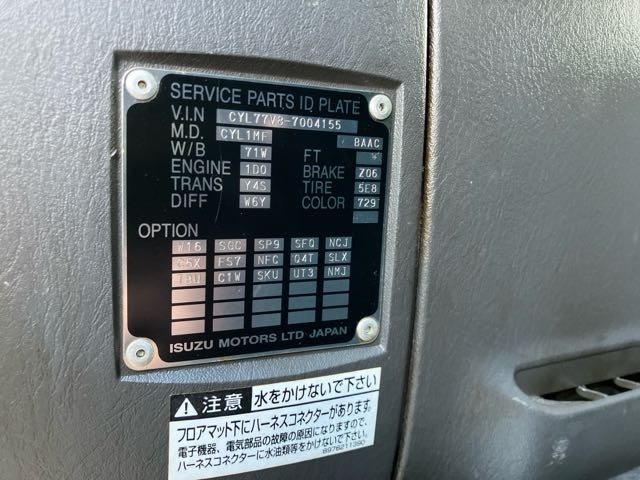 SERVICE PARTS ID PLATE
V.I.N CYL77V8-7004155
M.D. CYL1MF BAAC
W/B 71W FT *
ENGINE 1D0 BRAKE Z06
TRANS Y4S TIRE 5E8
DIFF W6Y COLOR 729
OPTION
W16 SGC SP9 SFQ NCJ
FS7 NFC Q4T SLX
C1W SKU UT3 NMJ
ISUZU MOTORS LTD JAPAN
注意 水をかけないで下さい
フロアマット下にハーネスコネクターがあります。
電子機器、電気部品の故障の原因になりますので、
ハーネスコネクターに水油類等をかけないで下さい。
8976211390